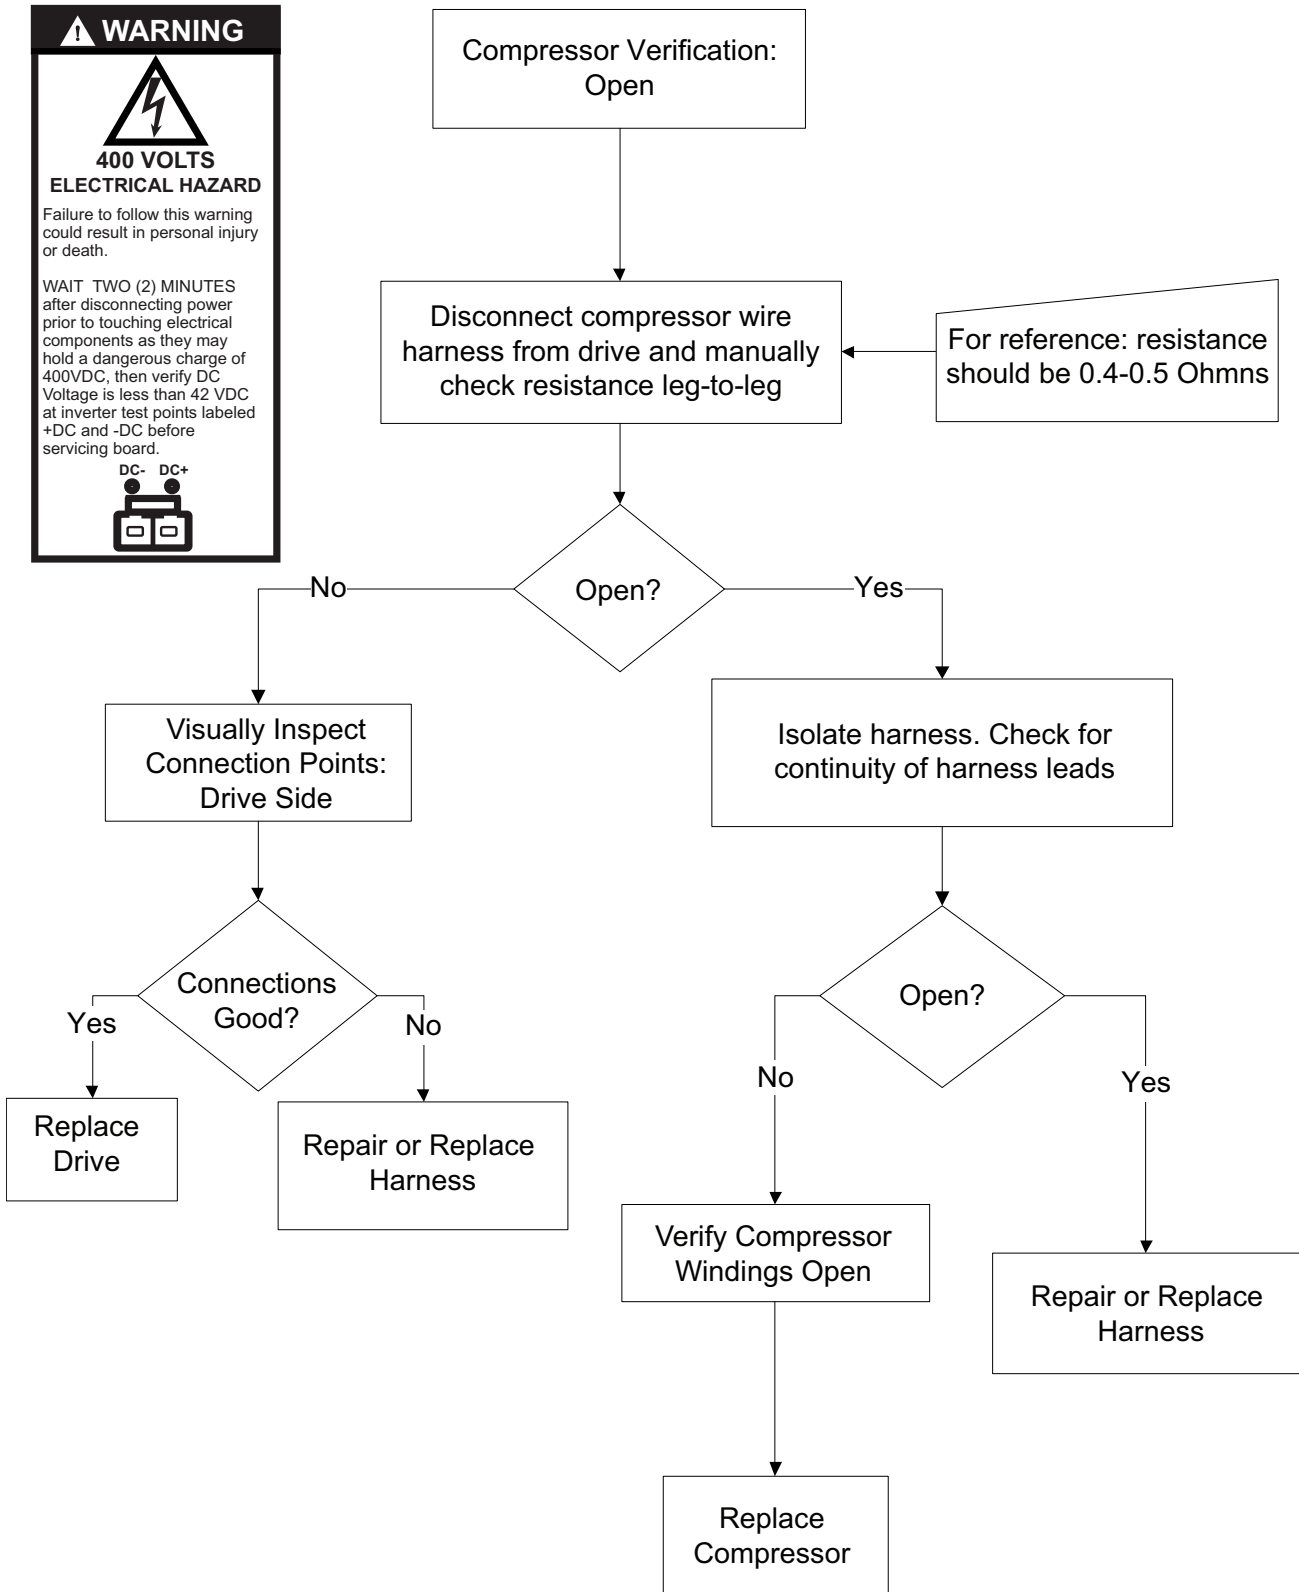 WARNING
400 VOLTS
ELECTRICAL HAZARD
Failure to follow this warning
could result in personal injury
or death.
WAIT TWO (2) MINUTES
after disconnecting power
prior to touching electrical
components as they may
hold a dangerous charge of
400VDC, then verify DC
Voltage is less than 42 VDC
at inverter test points labeled
+DC and -DC before
servicing board.
DC- DC+
Compressor Verification:
Open
Disconnect compressor wire
harness from drive and manually
check resistance leg-to-leg
For reference: resistance
should be 0.4-0.5 Ohmns
Open?
No
Yes
Visually Inspect
Connection Points:
Drive Side
Isolate harness. Check for
continuity of harness leads
Connections
Good?
Yes
No
Open?
No
Yes
Replace
Drive
Repair or Replace
Harness
Verify Compressor
Windings Open
Repair or Replace
Harness
Replace
Compressor